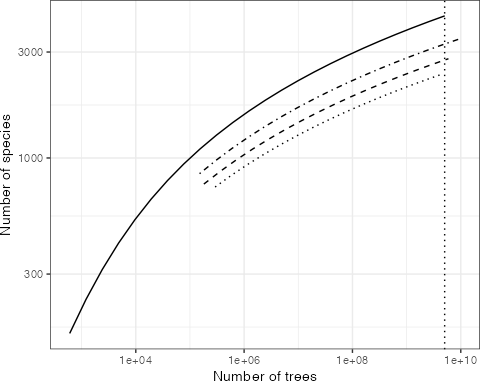 Number of species
3000
1000
300
1e+04 1e+06 1e+08 1e+10
Number of trees